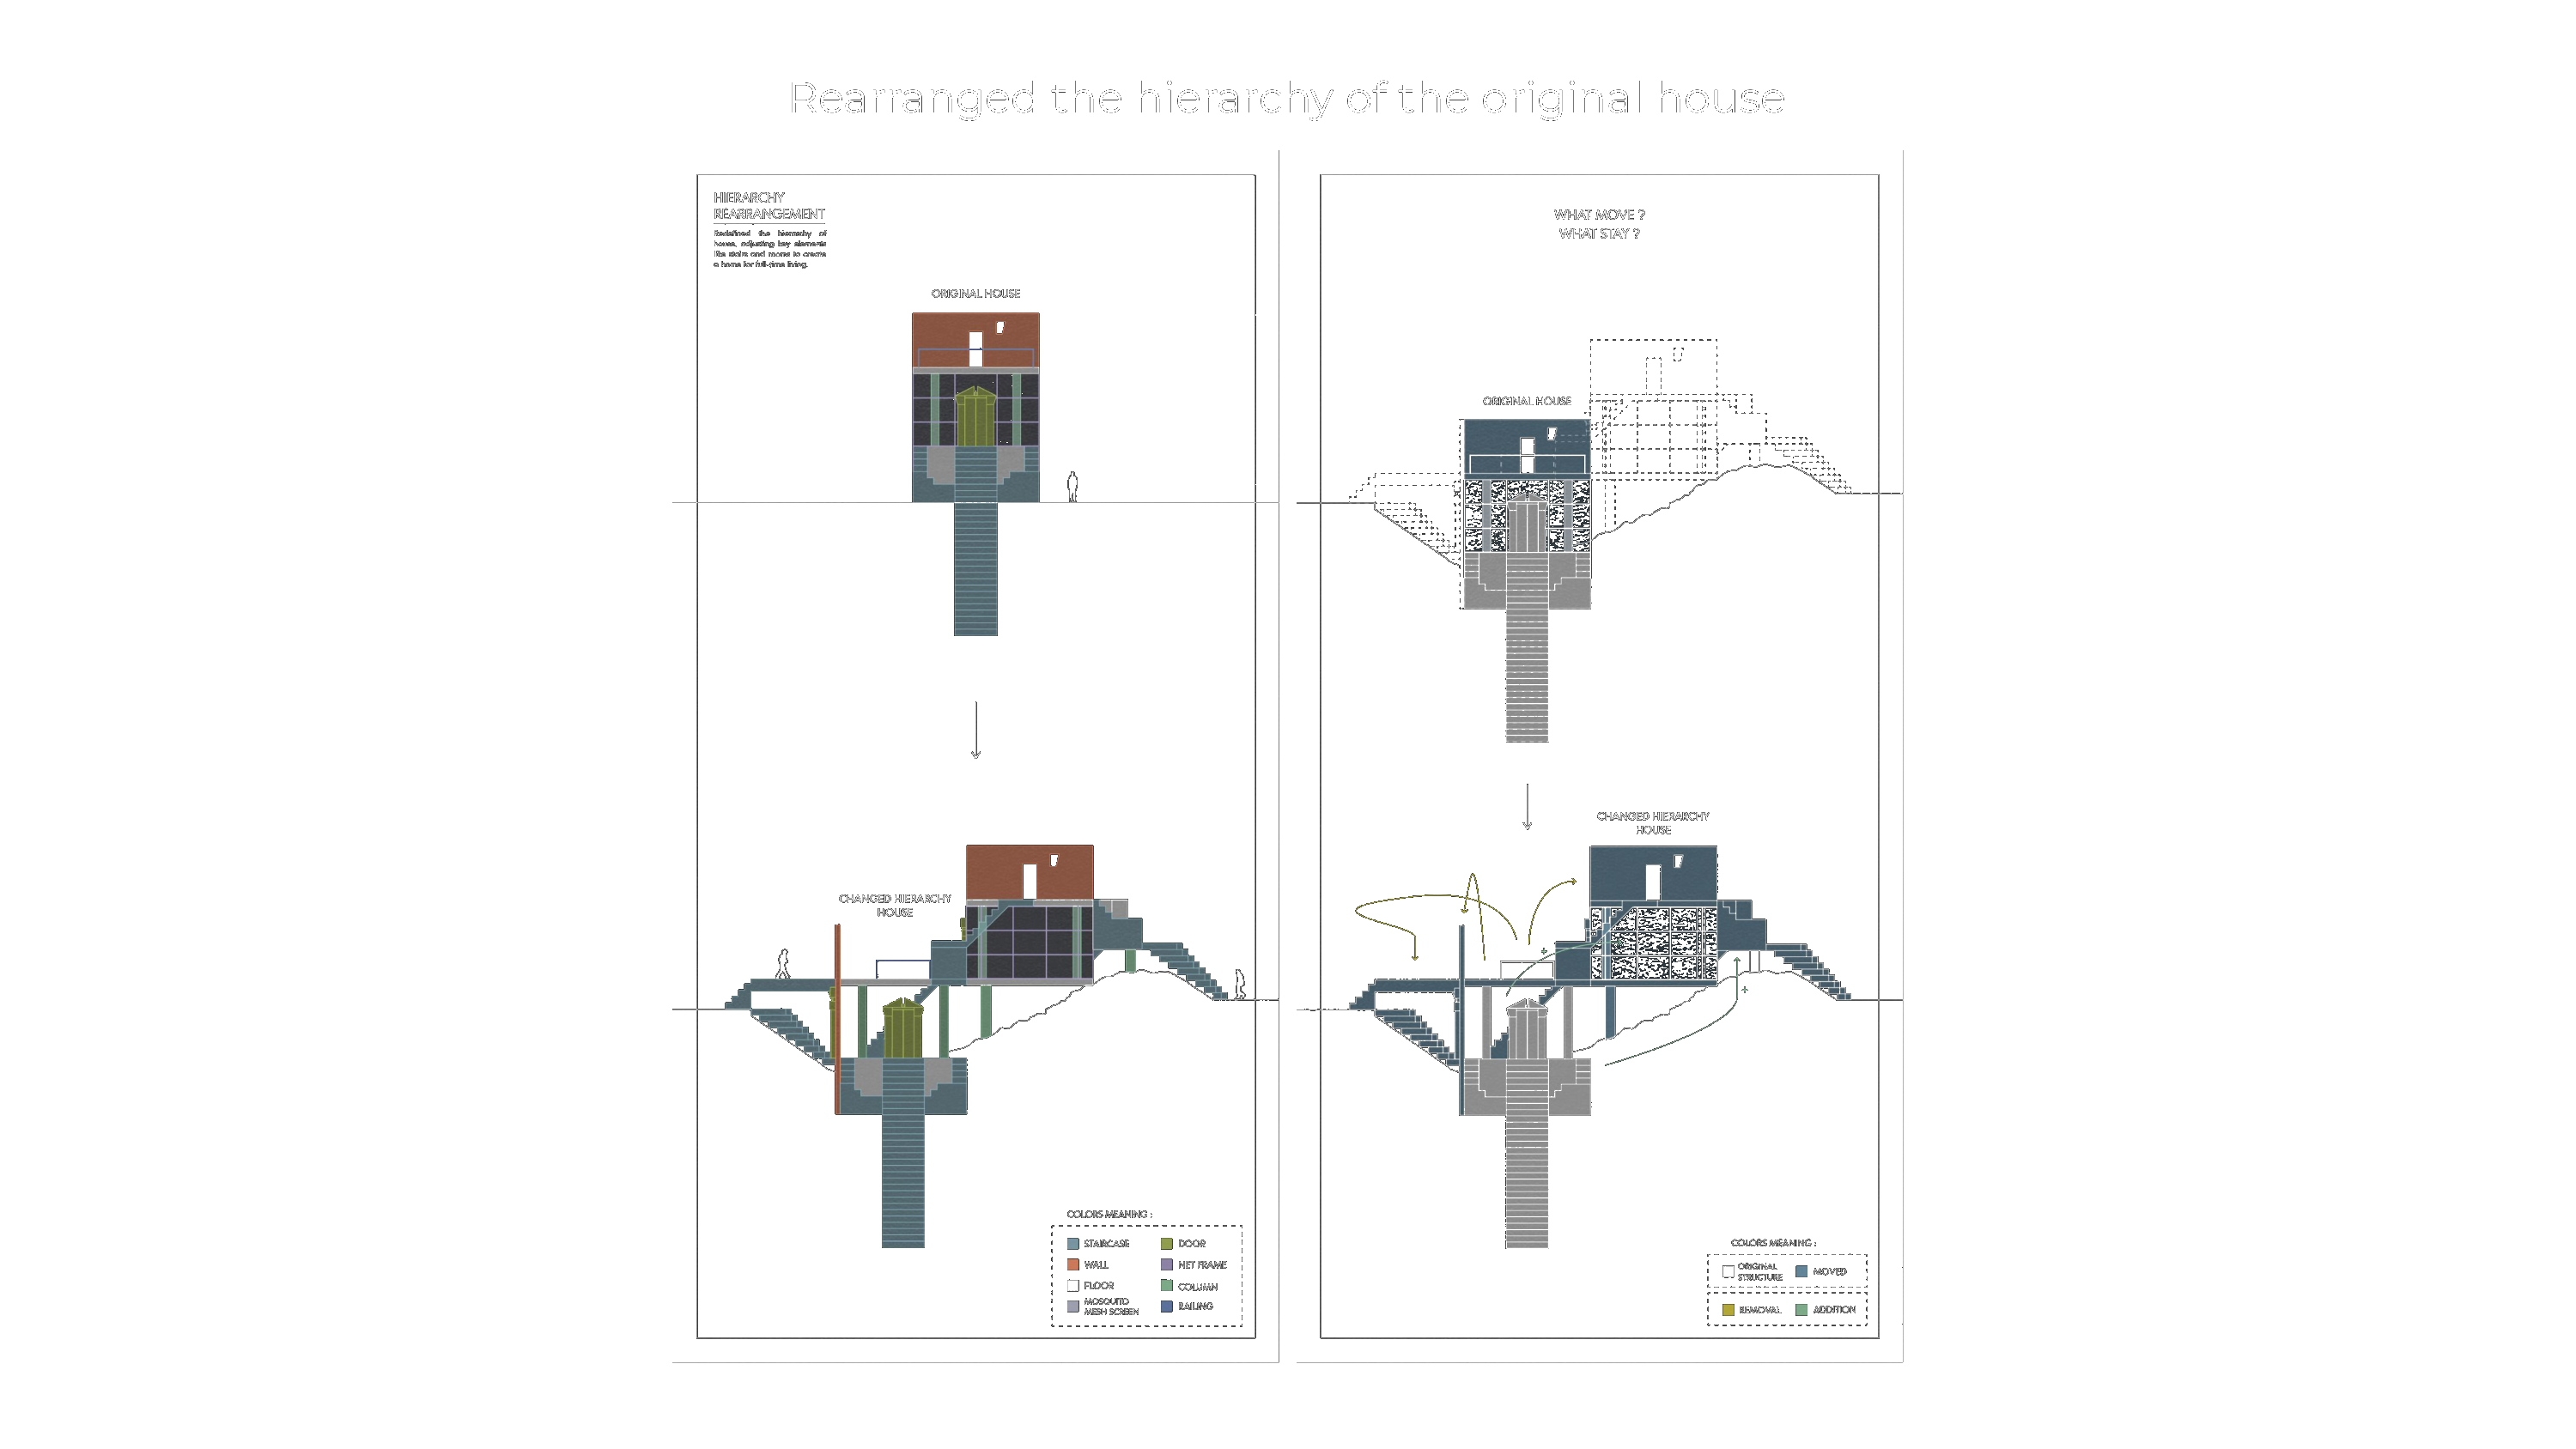 Rearranged the hierarchy of the original house
HIERARCHY
REARRANGEMENT
Redefined the hierarchy of
house, adjusting key elements
like stairs and rooms to create
a home for full-time living.
ORIGINAL HOUSE
CHANGED HIERARCHY
HOUSE
COLORS MEANING :
STAIRCASE
DOOR
WALL
NET FRAME
FLOOR
COLUMN
MOSQUITO
MESH SCREEN
RAILING
WHAT MOVE ?
WHAT STAY ?
ORIGINAL HOUSE
CHANGED HIERARCHY
HOUSE
COLORS MEANING :
ORIGINAL
STRUCTURE
MOVED
REMOVAL
ADDITION